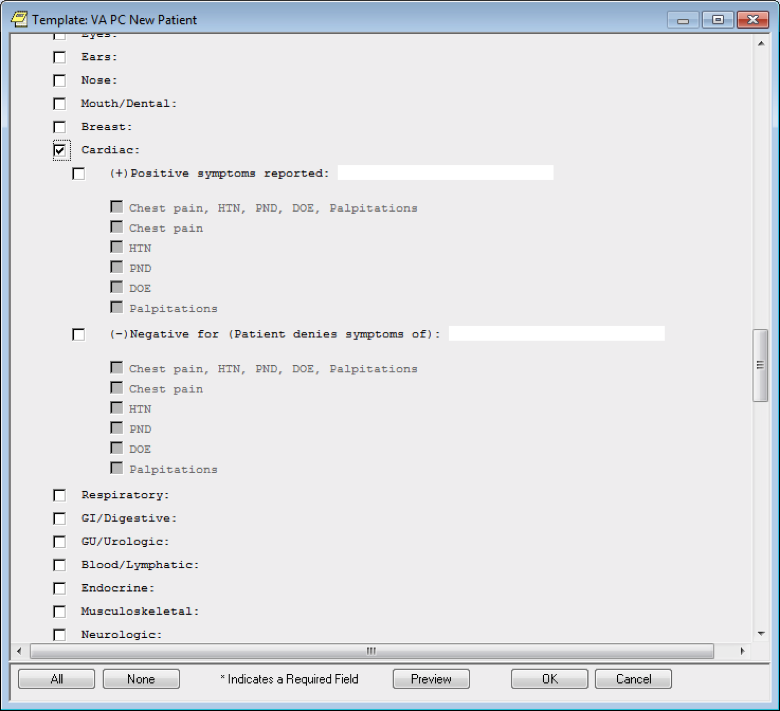 Template: VA PC New Patient
Eyes:
Ears:
Nose:
Mouth/Dental:
Breast:
Cardiac:
(+)Positive symptoms reported:
Chest pain, HTN, PND, DOE, Palpitations
Chest pain
HTN
PND
DOE
Palpitations
(-)Negative for (Patient denies symptoms of):
Chest pain, HTN, PND, DOE, Palpitations
Chest pain
HTN
PND
DOE
Palpitations
Respiratory:
GI/Digestive:
GU/Urologic:
Blood/Lymphatic:
Endocrine:
Musculoskeletal:
Neurologic:
All None * Indicates a Required Field Preview OK Cancel